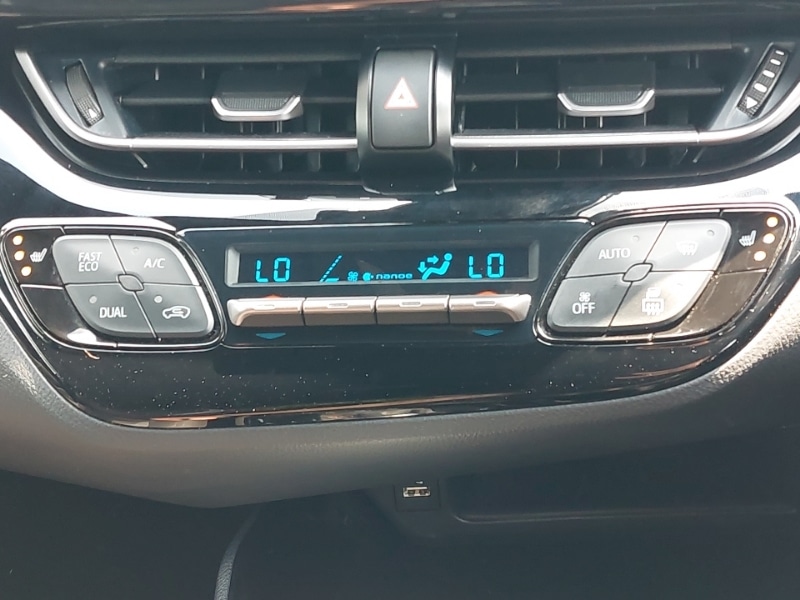 LO nanoe LO
FAST
ECO
A/C
DUAL
AUTO
OFF